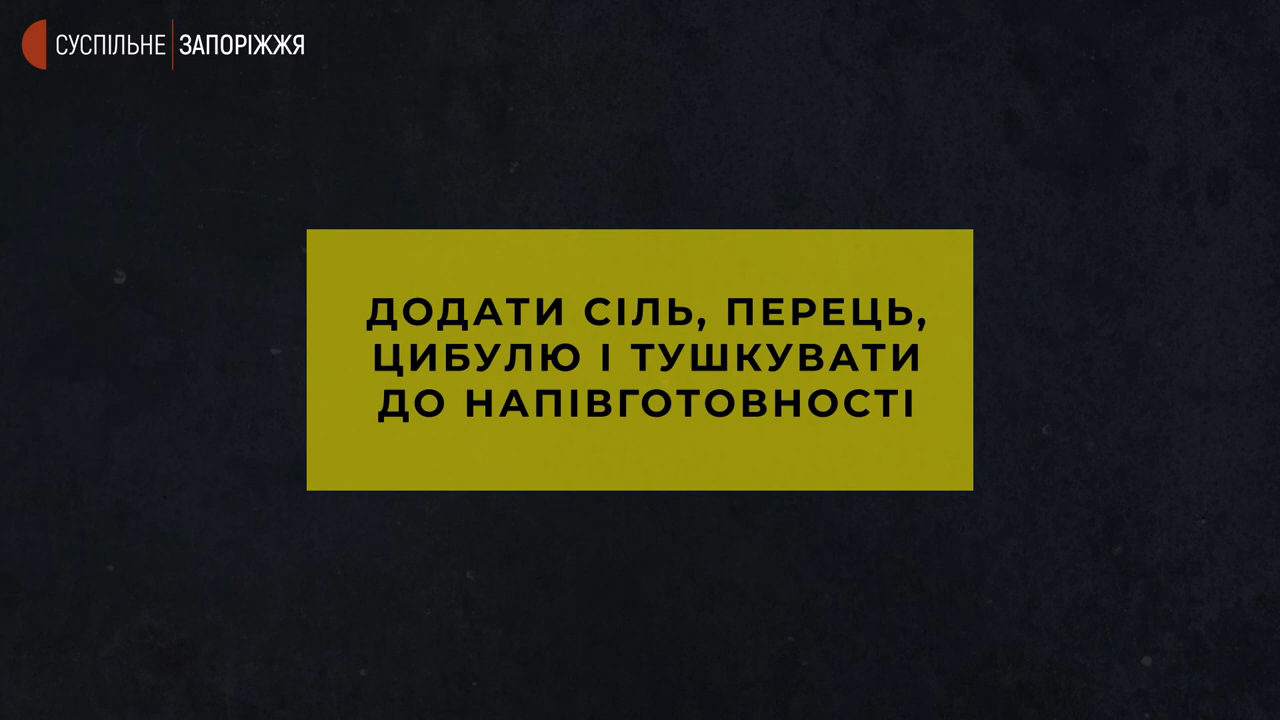 СУСПІЛЬНЕ ЗАПОРІЖЖЯ
ДОДАТИ СІЛЬ, ПЕРЕЦЬ,
ЦИБУЛЮ І ТУШКУВАТИ
ДО НАПІВГОТОВНОСТІ